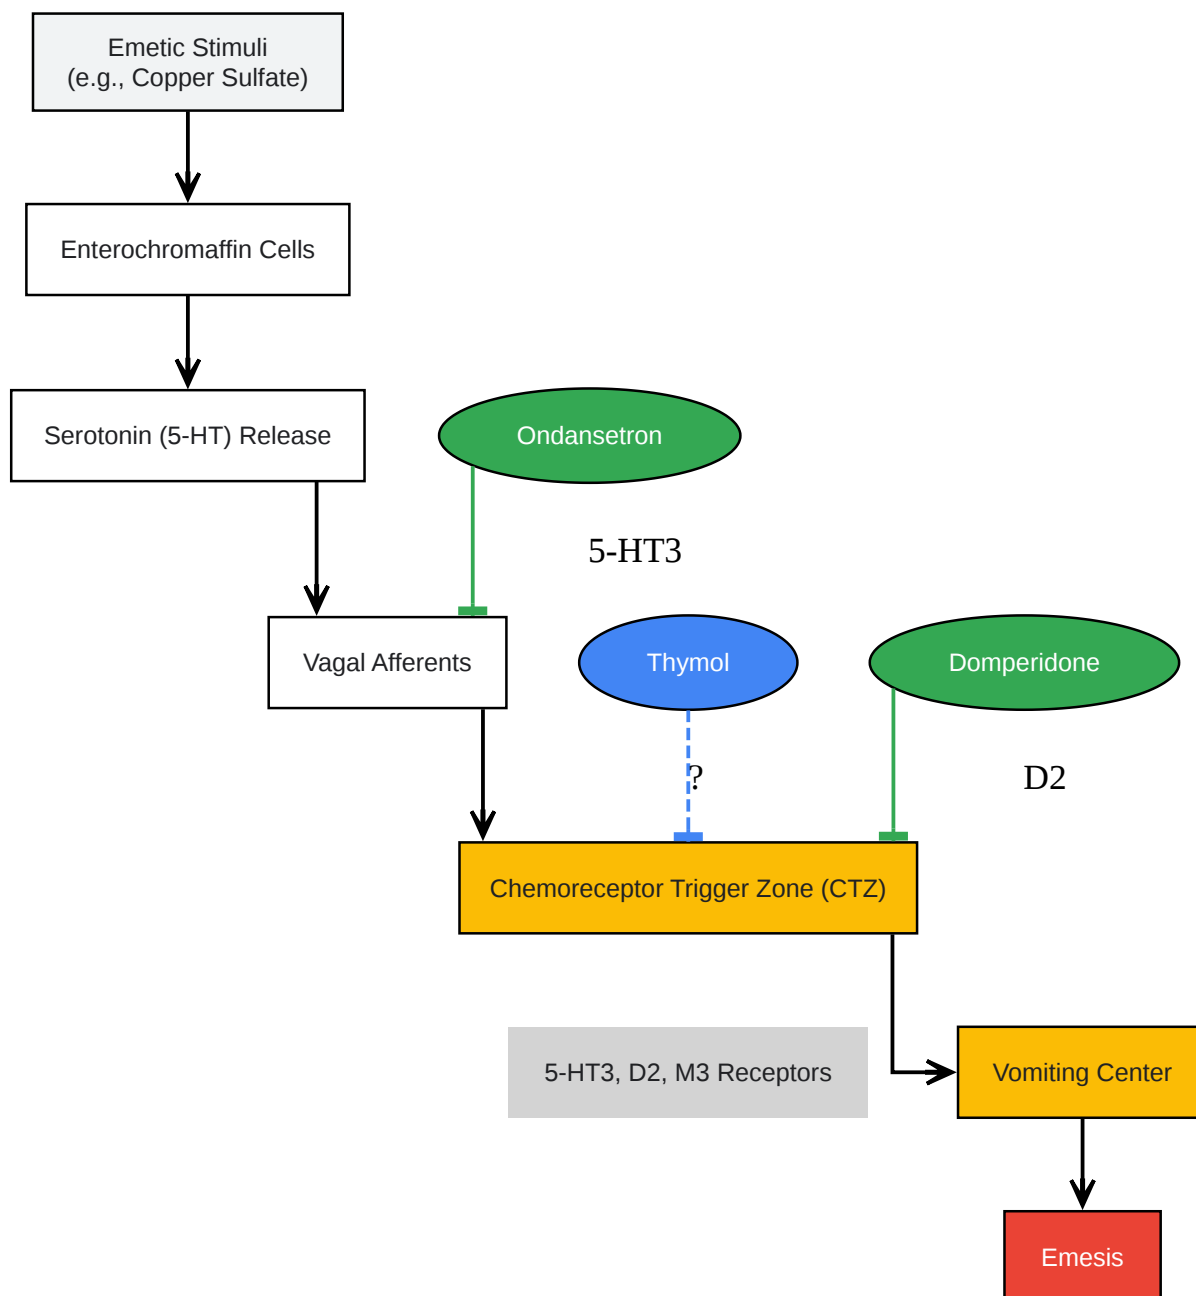 Emetic Stimuli
(e.g., Copper Sulfate)
Enterochromaffin Cells
Serotonin (5-HT) Release
Ondansetron
5-HT3
Vagal Afferents
Thymol
Domperidone
?
D2
Chemoreceptor Trigger Zone (CTZ)
5-HT3, D2, M3 Receptors
Vomiting Center
Emesis